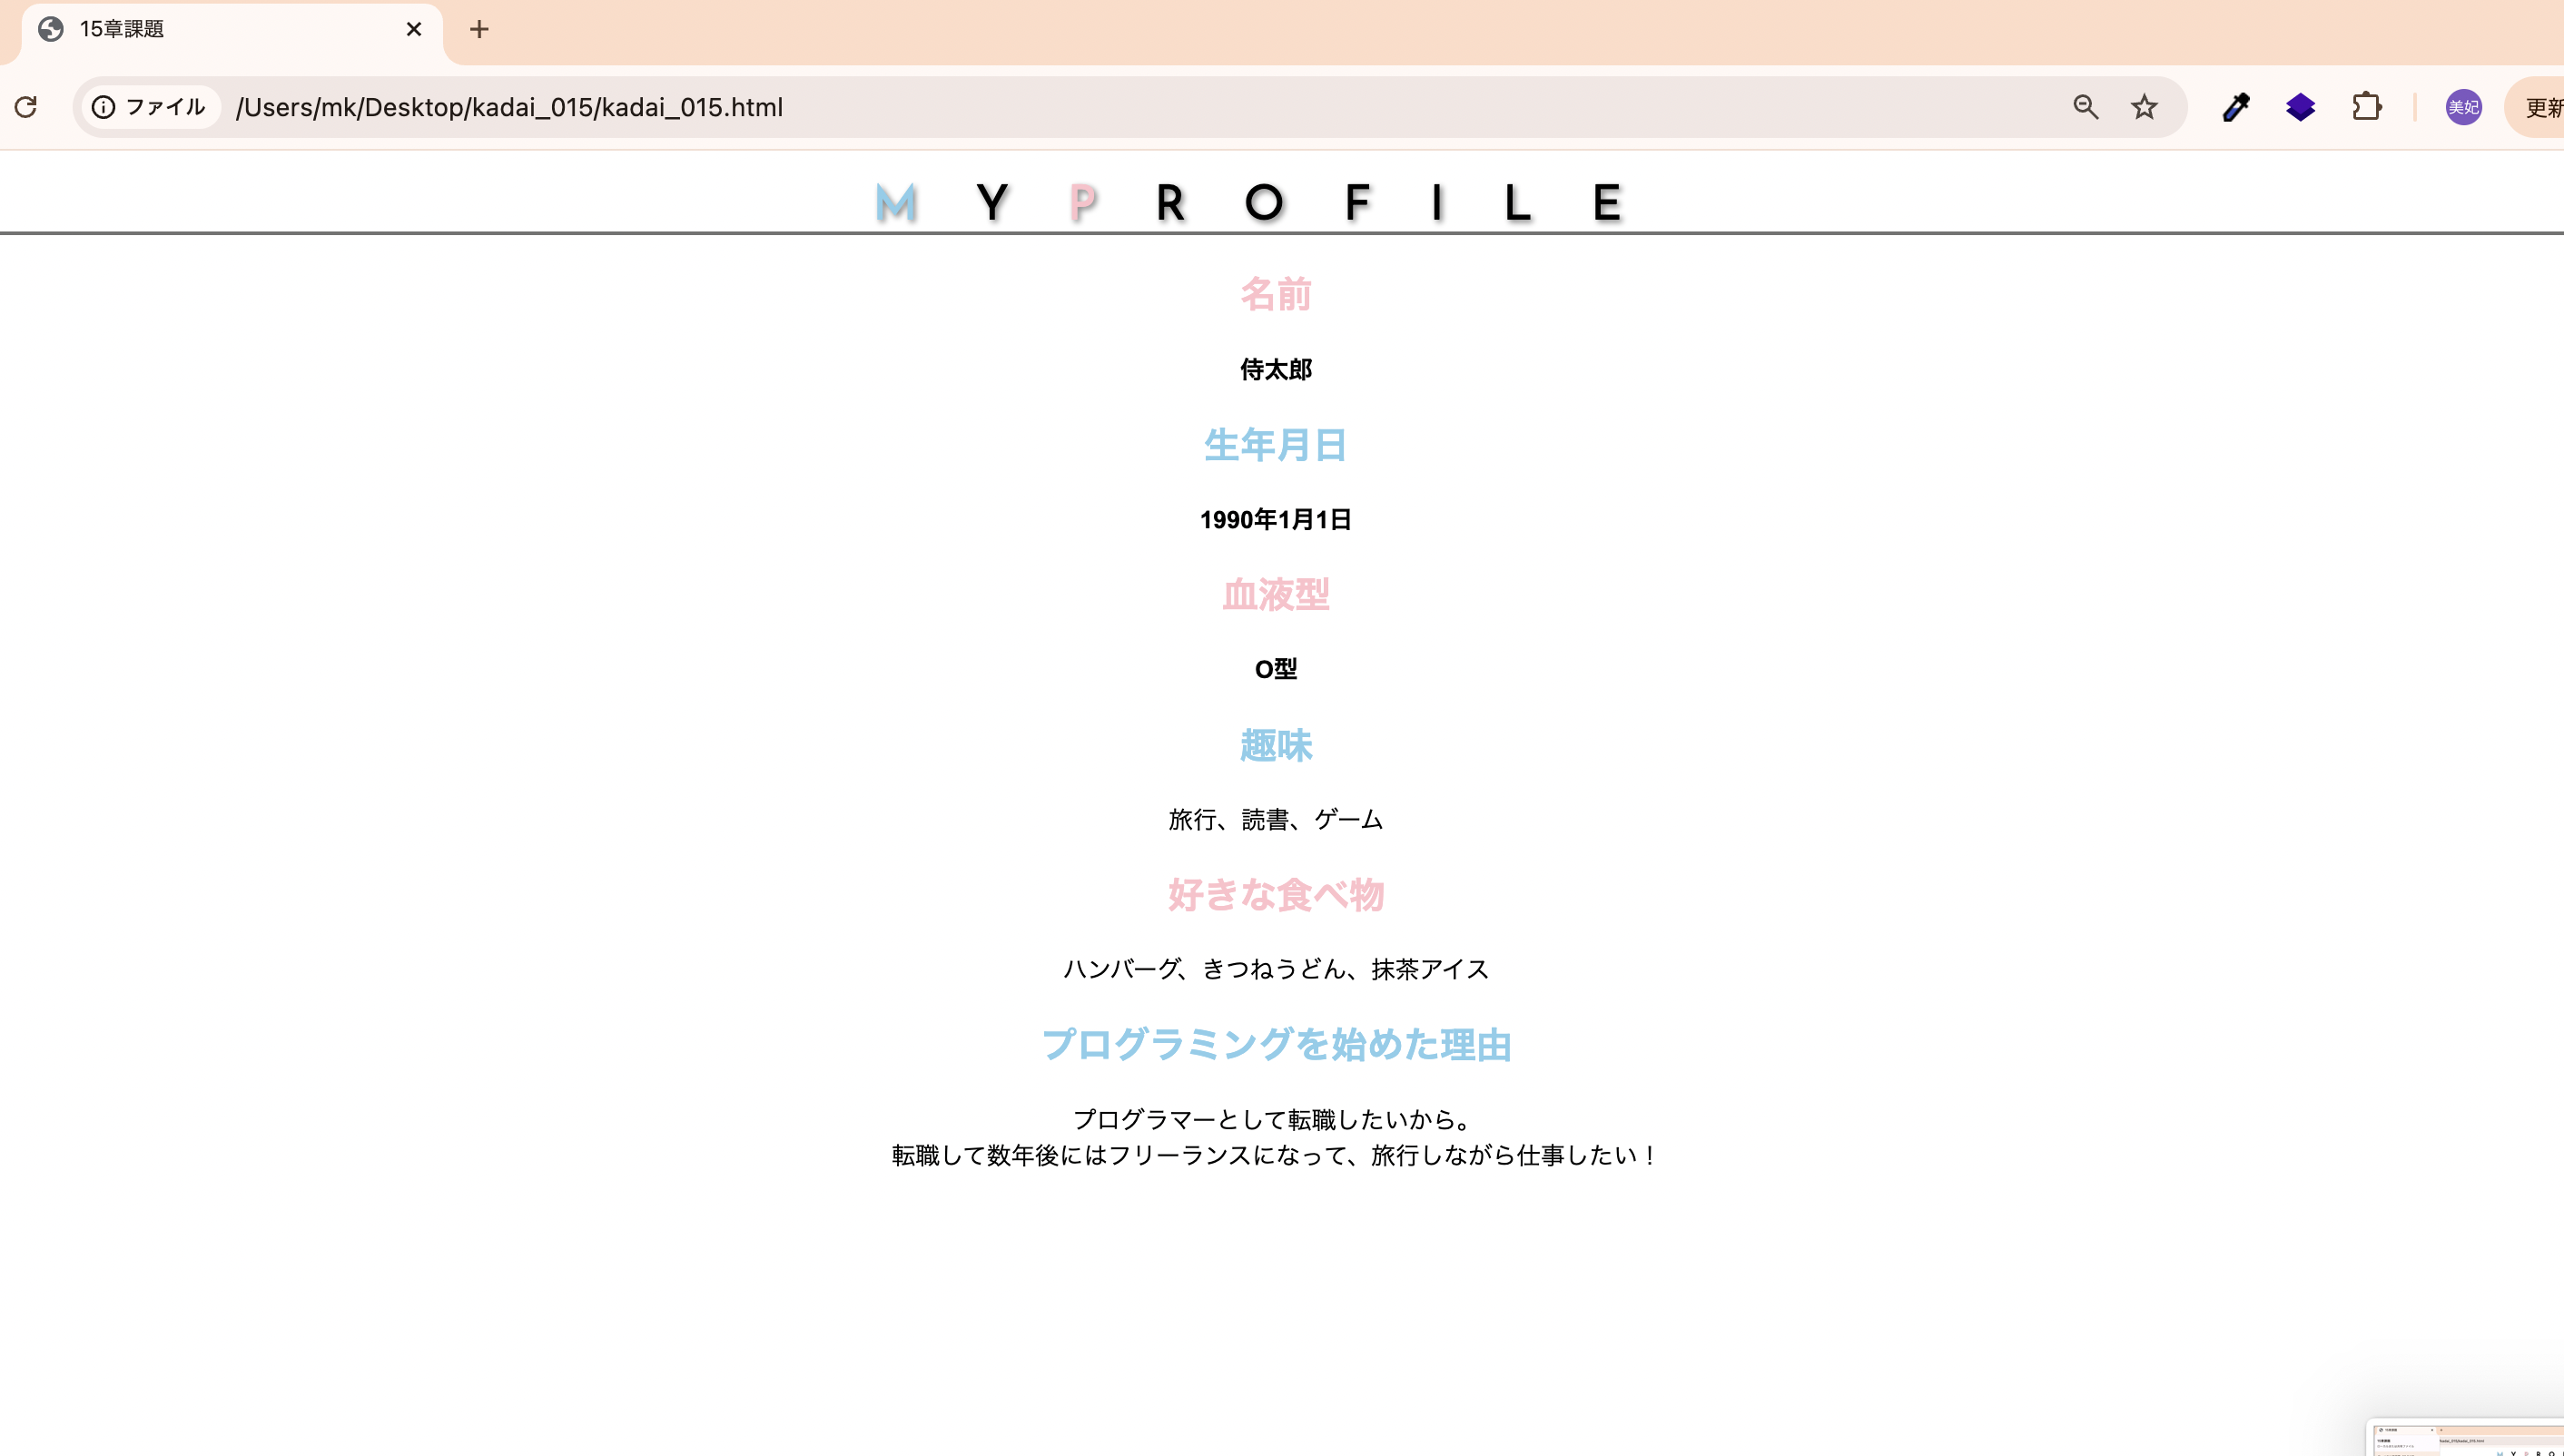 15章課題
ファイル /Users/mk/Desktop/kadai_015/kadai_015.html 美妃 更新
M Y P R O F I L E
名前
侍太郎
生年月日
1990年1月1日
血液型
O型
趣味
旅行、読書、ゲーム
好きな食べ物
ハンバーグ、きつねうどん、抹茶アイス
プログラミングを始めた理由
プログラマーとして転職したいから。
転職して数年後にはフリーランスになって、旅行しながら仕事したい！